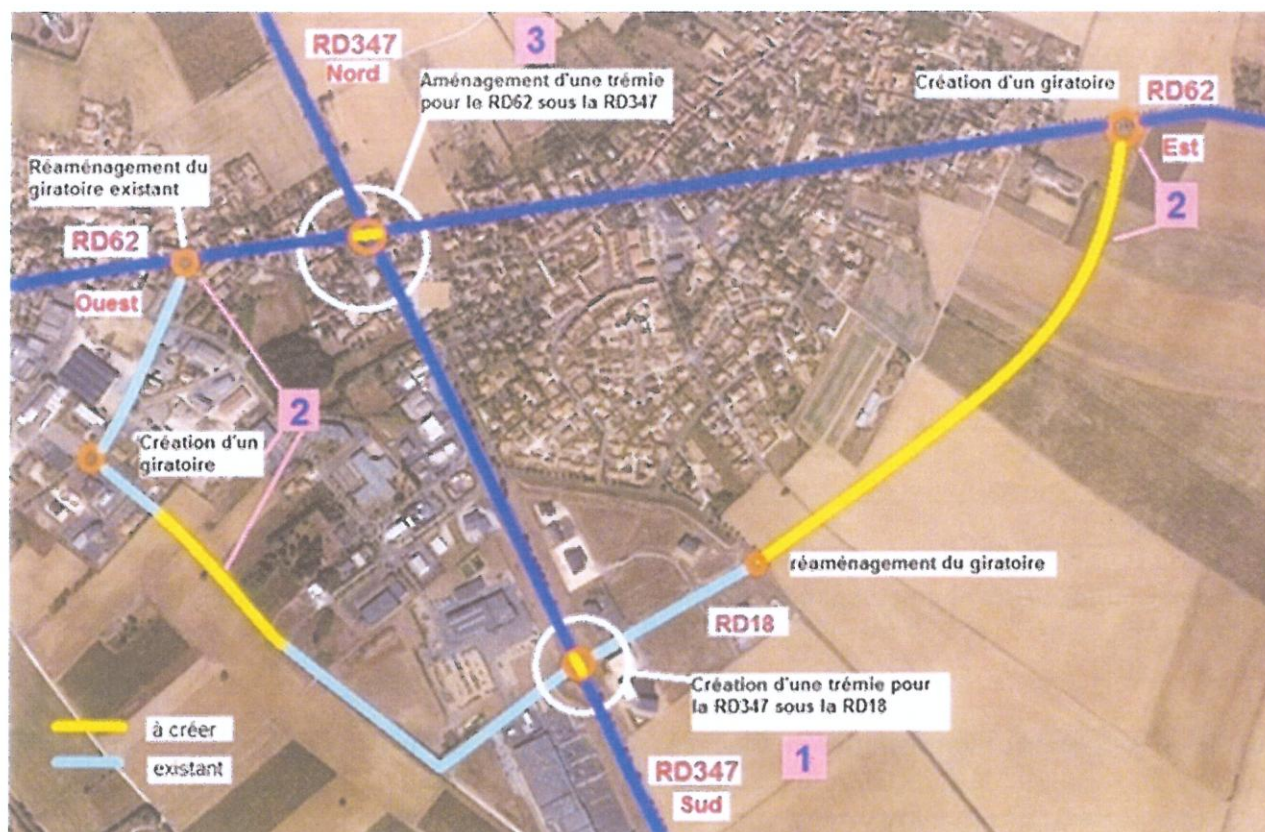 RD347
Nord
3
Aménagement d'une trémie
pour le RD62 sous la RD347
Création d'un giratoire
RD62
Est
2
Réaménagement du
giratoire existant
RD62
Ouest
2
Création d'un
giratoire
réaménagement du giratoire
RD18
Création d'une trémie pour
la RD347 sous la RD18
1
RD347
Sud
à créer
existant